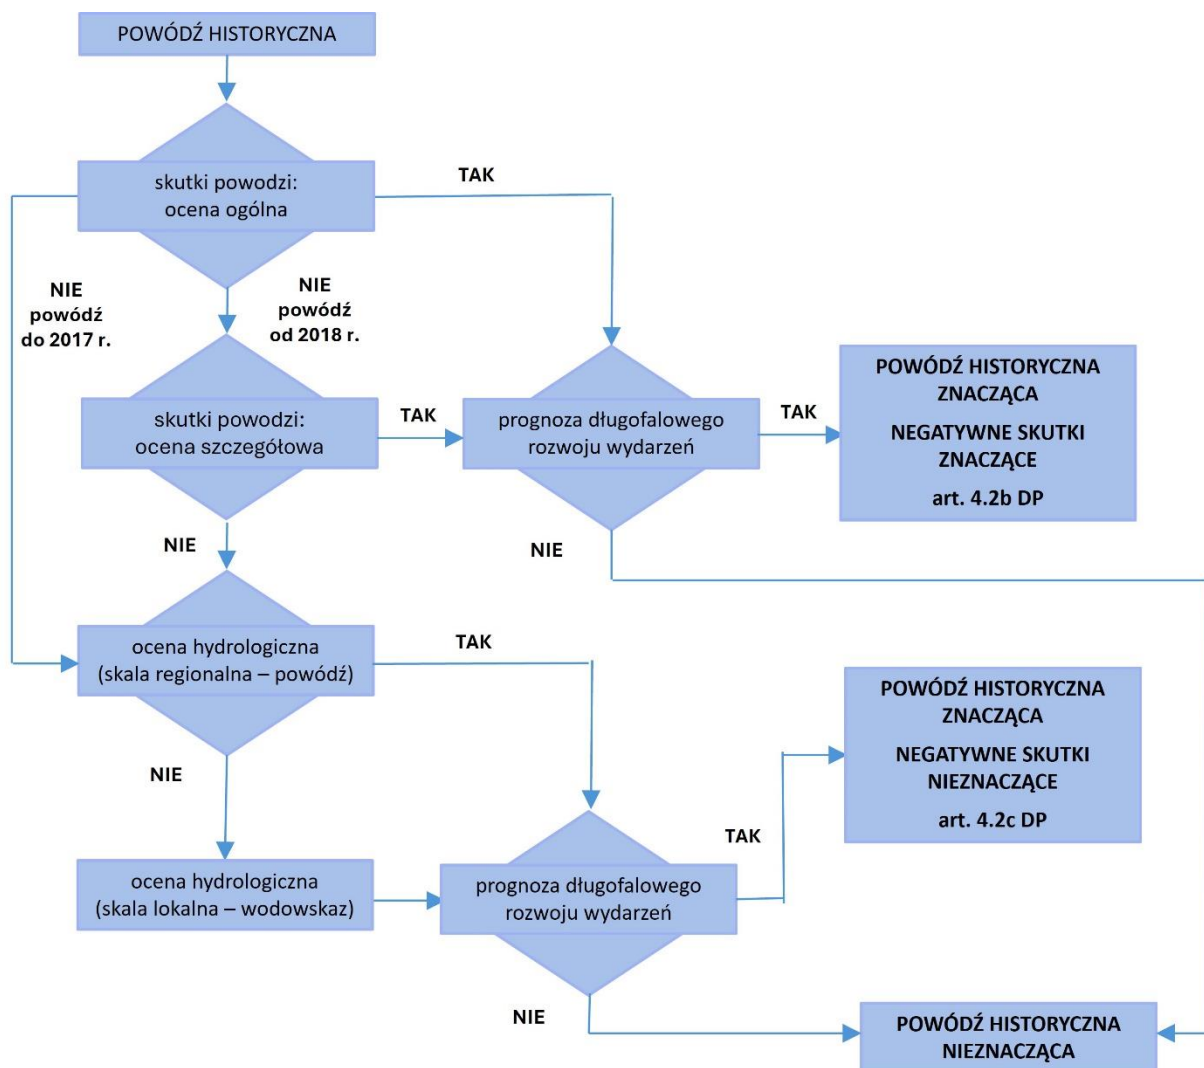 POWÓDŹ HISTORYCZNA
skutki powodzi:
ocena ogólna
TAK
NIE
powódź
do 2017 r.
NIE
powódź
od 2018 r.
skutki powodzi:
ocena szczegółowa
TAK
prognoza długofalowego
rozwoju wydarzeń
TAK
POWÓDŹ HISTORYCZNA
ZNACZĄCA
NEGATYWNE SKUTKI
ZNACZĄCE
art. 4.2b DP
NIE
NIE
ocena hydrologiczna
(skala regionalna – powódź)
TAK
POWÓDŹ HISTORYCZNA
ZNACZĄCA
NEGATYWNE SKUTKI
NIEZNACZĄCE
art. 4.2c DP
NIE
ocena hydrologiczna
(skala lokalna – wodowskaz)
prognoza długofalowego
rozwoju wydarzeń
TAK
NIE
POWÓDŹ HISTORYCZNA
NIEZNACZĄCA